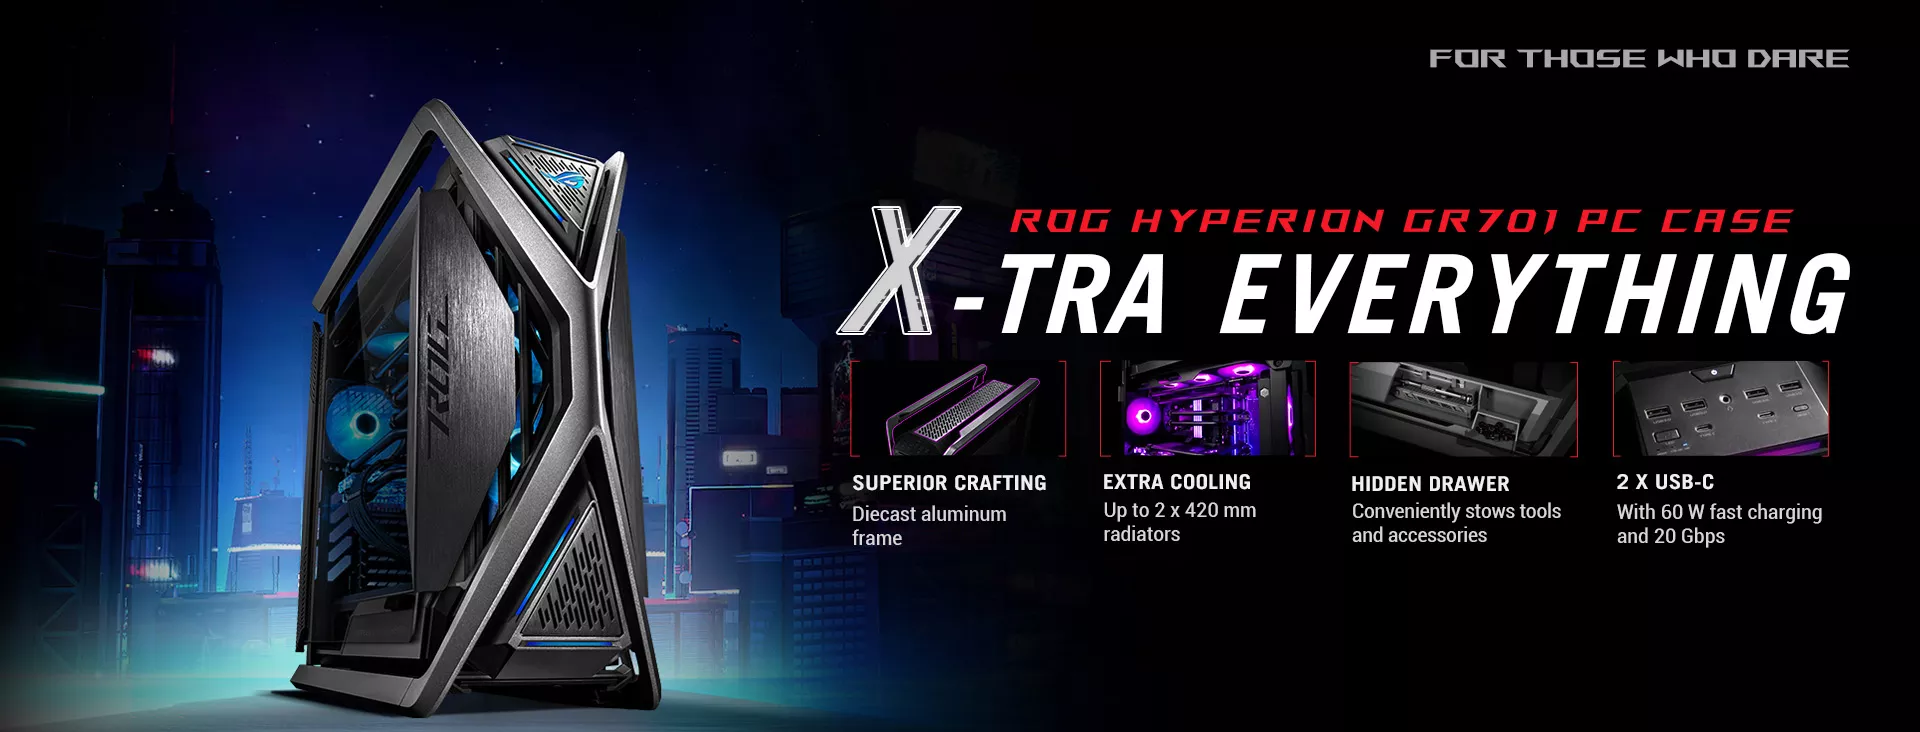 FOR THOSE WHO DARE
ROG HYPERION GR701 PC CASE
X-TRA EVERYTHING
ROG
SUPERIOR CRAFTING
Diecast aluminum
frame
EXTRA COOLING
Up to 2 x 420 mm
radiators
HIDDEN DRAWER
Conveniently stows tools
and accessories
2 X USB-C
With 60 W fast charging
and 20 Gbps